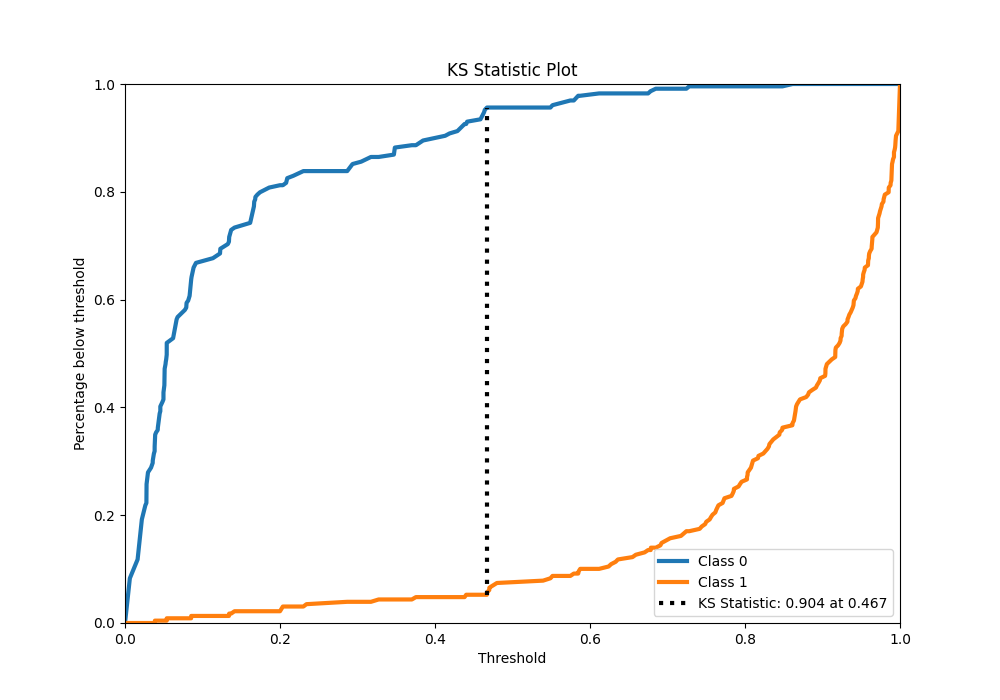 KS Statistic Plot
1.0
0.8
0.6
0.4
0.2
0.0
Percentage below threshold
0.0 0.2 0.4 0.6 0.8 1.0
Threshold
Class 0
Class 1
KS Statistic: 0.904 at 0.467